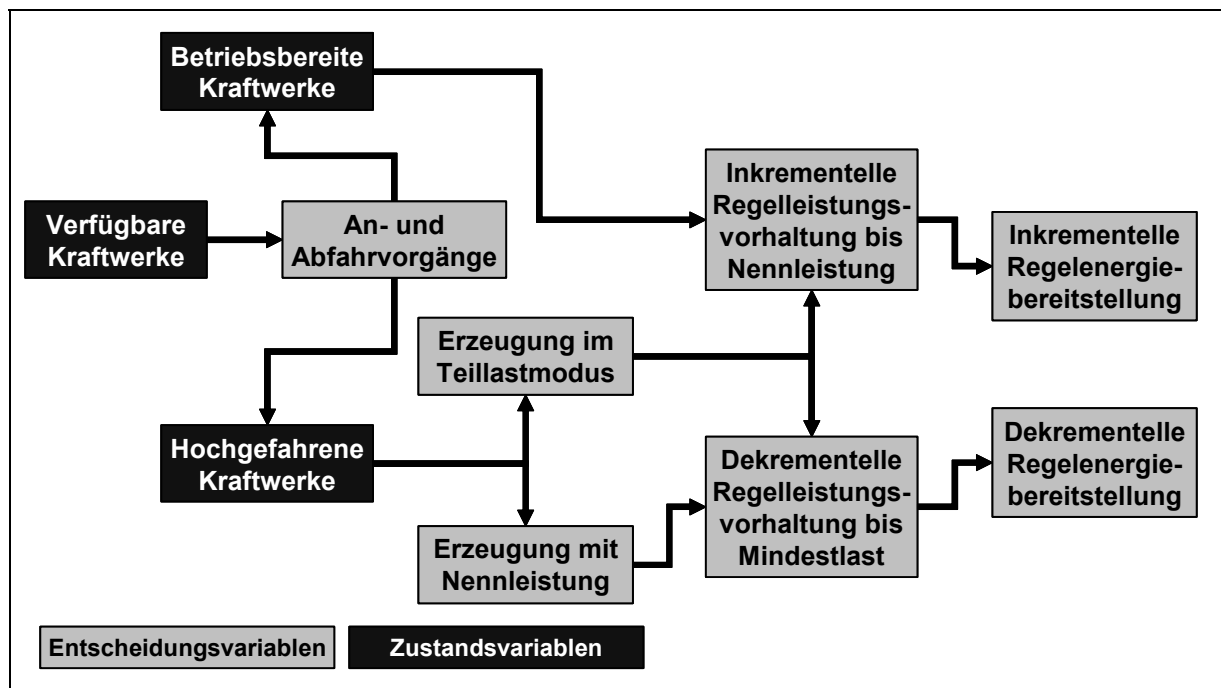 Betriebsbereite
Kraftwerke
Verfügbare
Kraftwerke
An- und
Abfahrvorgänge
Inkrementelle
Regelleistungs-
vorhaltung bis
Nennleistung
Inkrementelle
Regelenergie-
bereitstellung
Erzeugung im
Teillastmodus
Hochgefahrene
Kraftwerke
Erzeugung mit
Nennleistung
Dekrementelle
Regelleistungs-
vorhaltung bis
Mindestlast
Dekrementelle
Regelenergie-
bereitstellung
Entscheidungsvariablen
Zustandsvariablen